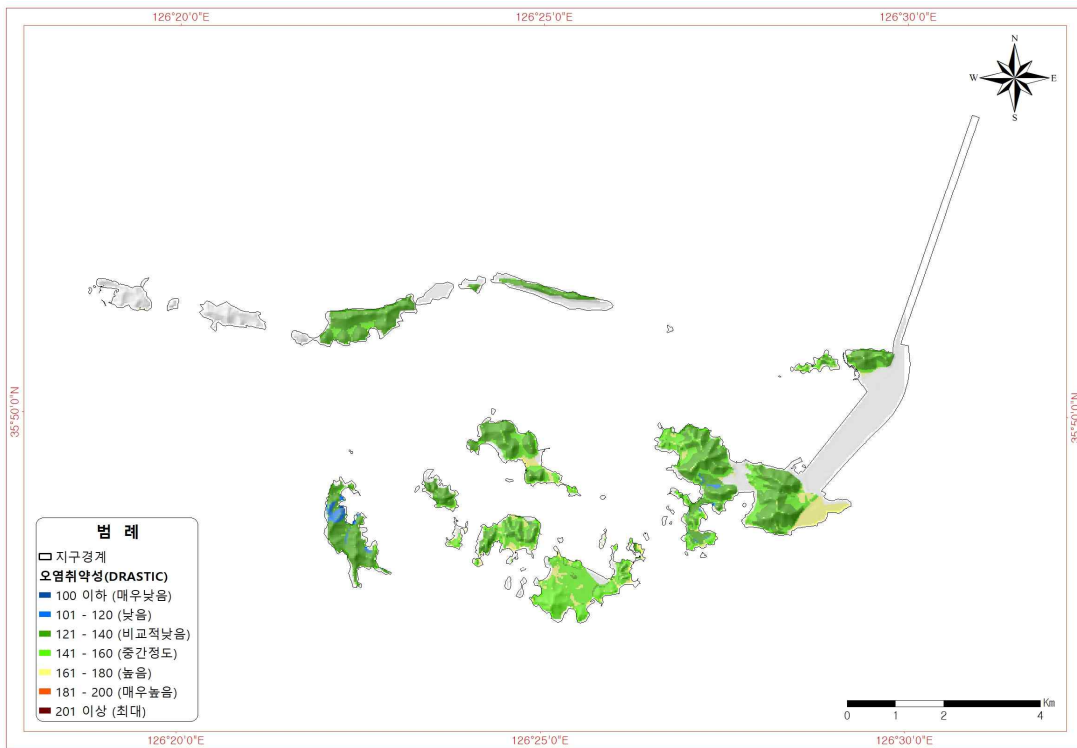 126°20'0"E 126°25'0"E 126°30'0"E
N
W E
S
35°50'0"N 35°50'0"N
범 례
지구경계
오염취약성(DRASTIC)
100 이하 (매우낮음)
101 - 120 (낮음)
121 - 140 (비교적낮음)
141 - 160 (중간정도)
161 - 180 (높음)
181 - 200 (매우높음)
201 이상 (최대)
Km
0 1 2 4
126°20'0"E 126°25'0"E 126°30'0"E